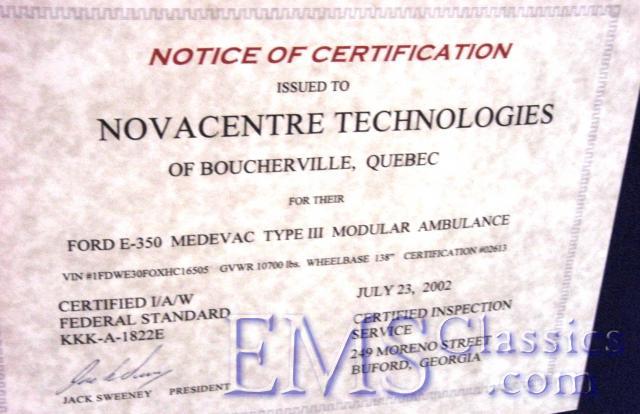 NOTICE OF CERTIFICATION
ISSUED TO
NOVACENTRE TECHNOLOGIES
OF BOUCHERVILLE, QUEBEC
FOR THEIR
FORD E-350 MEDEVAC TYPE III MODULAR AMBULANCE
VIN #1FDWE30FOXHC16505 GVWR 10700 lbs. WHEELBASE 138" CERTIFICATION #02613
CERTIFIED I/A/W
FEDERAL STANDARD
KKK-A-1822E
JULY 23, 2002
CERTIFIED INSPECTION
SERVICE
249 MORENO STREET
BUFORD, GEORGIA
JACK SWEENEY PRESIDENT
EMSClassics
.com